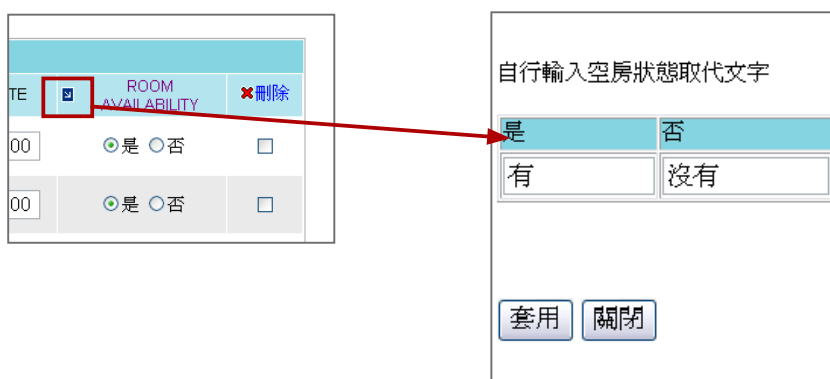 TE
ROOM
AVAILABILITY
刪除
00
是 否
00
是 否
自行輸入空房狀態取代文字
是 否
有 沒有
套用 關閉